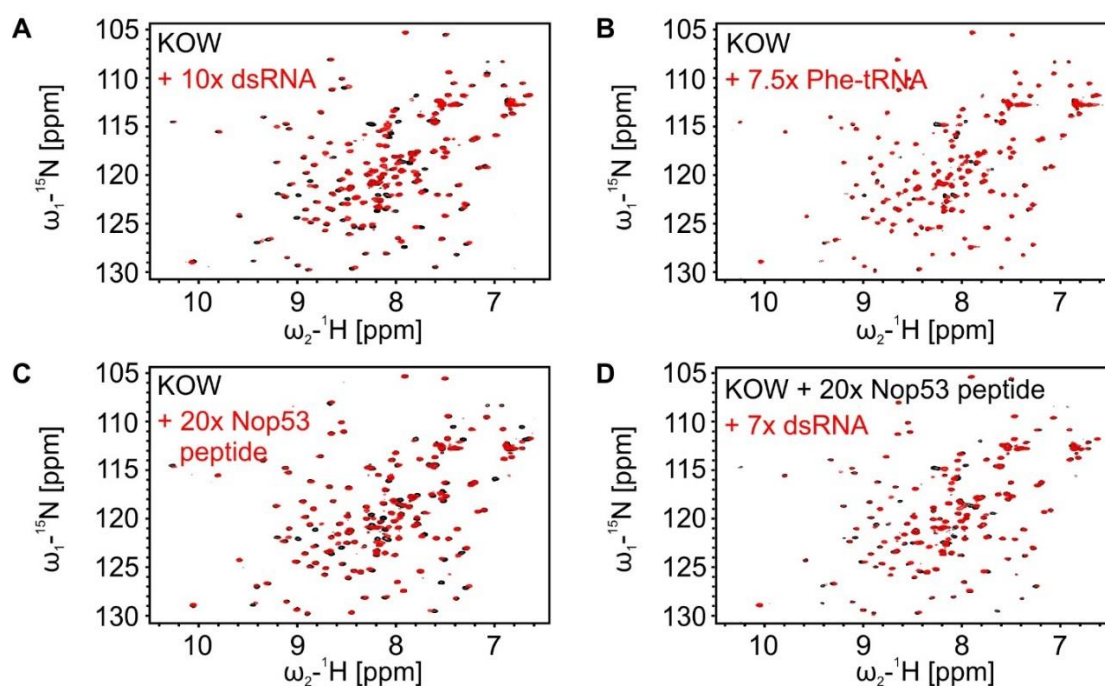 A
KOW
+ 10x dsRNA
105
110
115
120
125
130
ω1-15N [ppm]
10
9
8
7
ω2-1H [ppm]
B
KOW
+ 7.5x Phe-tRNA
105
110
115
120
125
130
ω1-15N [ppm]
10
9
8
7
ω2-1H [ppm]
C
KOW
+ 20x Nop53
peptide
105
110
115
120
125
130
ω1-15N [ppm]
10
9
8
7
ω2-1H [ppm]
D
KOW + 20x Nop53 peptide
+ 7x dsRNA
105
110
115
120
125
130
ω1-15N [ppm]
10
9
8
7
ω2-1H [ppm]